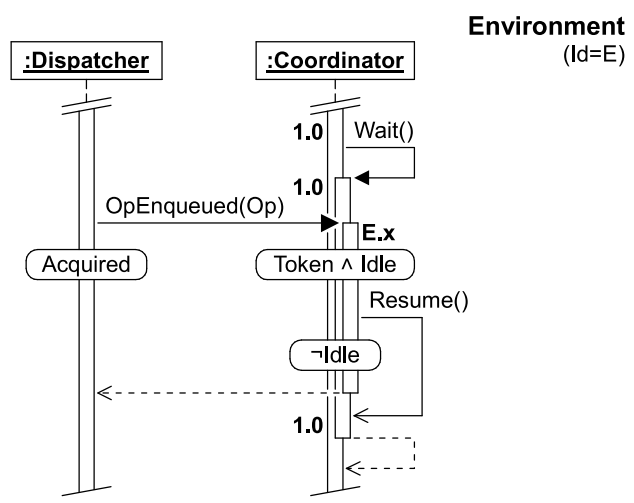 Environment
(Id=E)
:Dispatcher
:Coordinator
1.0
Wait()
1.0
OpEnqueued(Op)
E.x
Acquired
Token ∧ Idle
Resume()
¬Idle
1.0